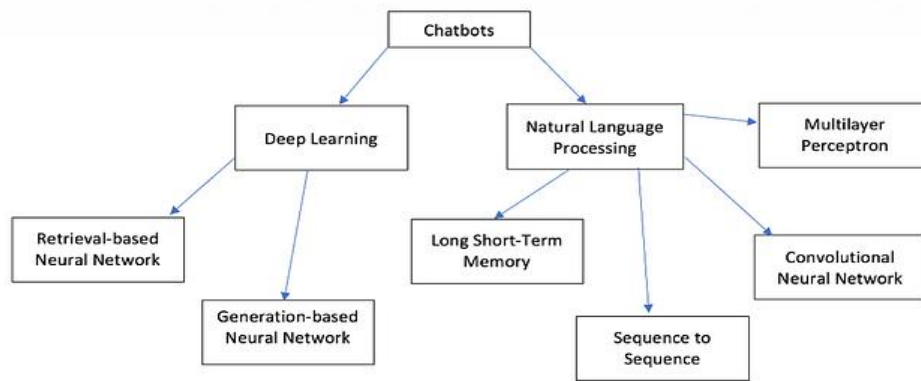 Chatbots
Deep Learning
Natural Language
Processing
Multilayer
Perceptron
Retrieval-based
Neural Network
Long Short-Term
Memory
Convolutional
Neural Network
Generation-based
Neural Network
Sequence to
Sequence